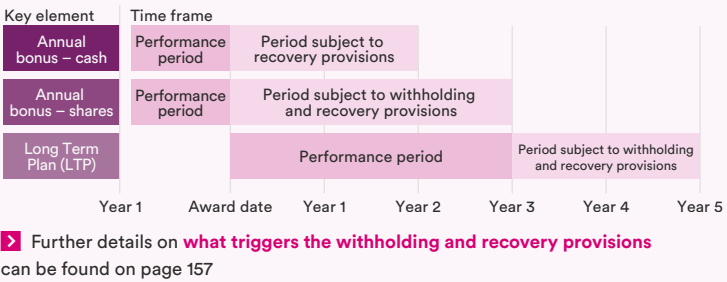 Key element
Time frame
Annual
bonus – cash
Performance
period
Period subject to
recovery provisions
Annual
bonus – shares
Performance
period
Period subject to withholding
and recovery provisions
Long Term
Plan (LTP)
Performance period
Period subject to withholding
and recovery provisions
Year 1
Award date
Year 1
Year 2
Year 3
Year 4
Year 5
Further details on what triggers the withholding and recovery provisions
can be found on page 157